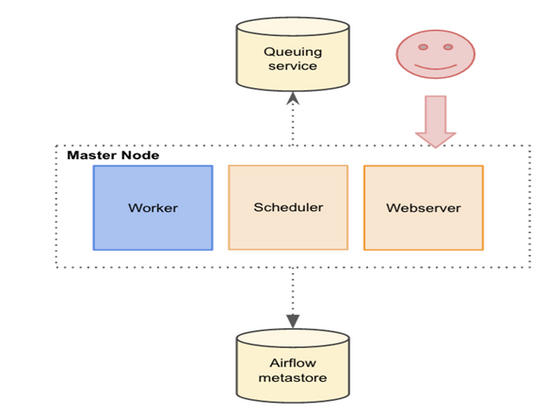 Queuing
service
Master Node
Worker
Scheduler
Webserver
Airflow
metastore